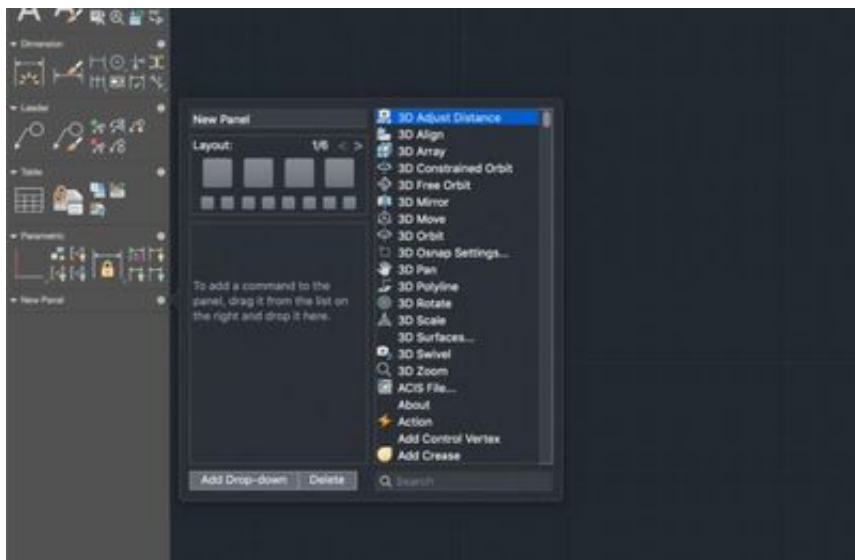 Dimension
Leader
Table
Parametric
New Panel
New Panel
Layout:
1/6 < >
To add a command to the
panel, drag it from the list on
the right and drop it here.
Add Drop-down
Delete
3D Adjust Distance
3D Align
3D Array
3D Constrained Orbit
3D Free Orbit
3D Mirror
3D Move
3D Orbit
3D Osnap Settings...
3D Pan
3D Polyline
3D Rotate
3D Scale
3D Surfaces...
3D Swivel
3D Zoom
ACIS File...
About
Action
Add Control Vertex
Add Crease
Search